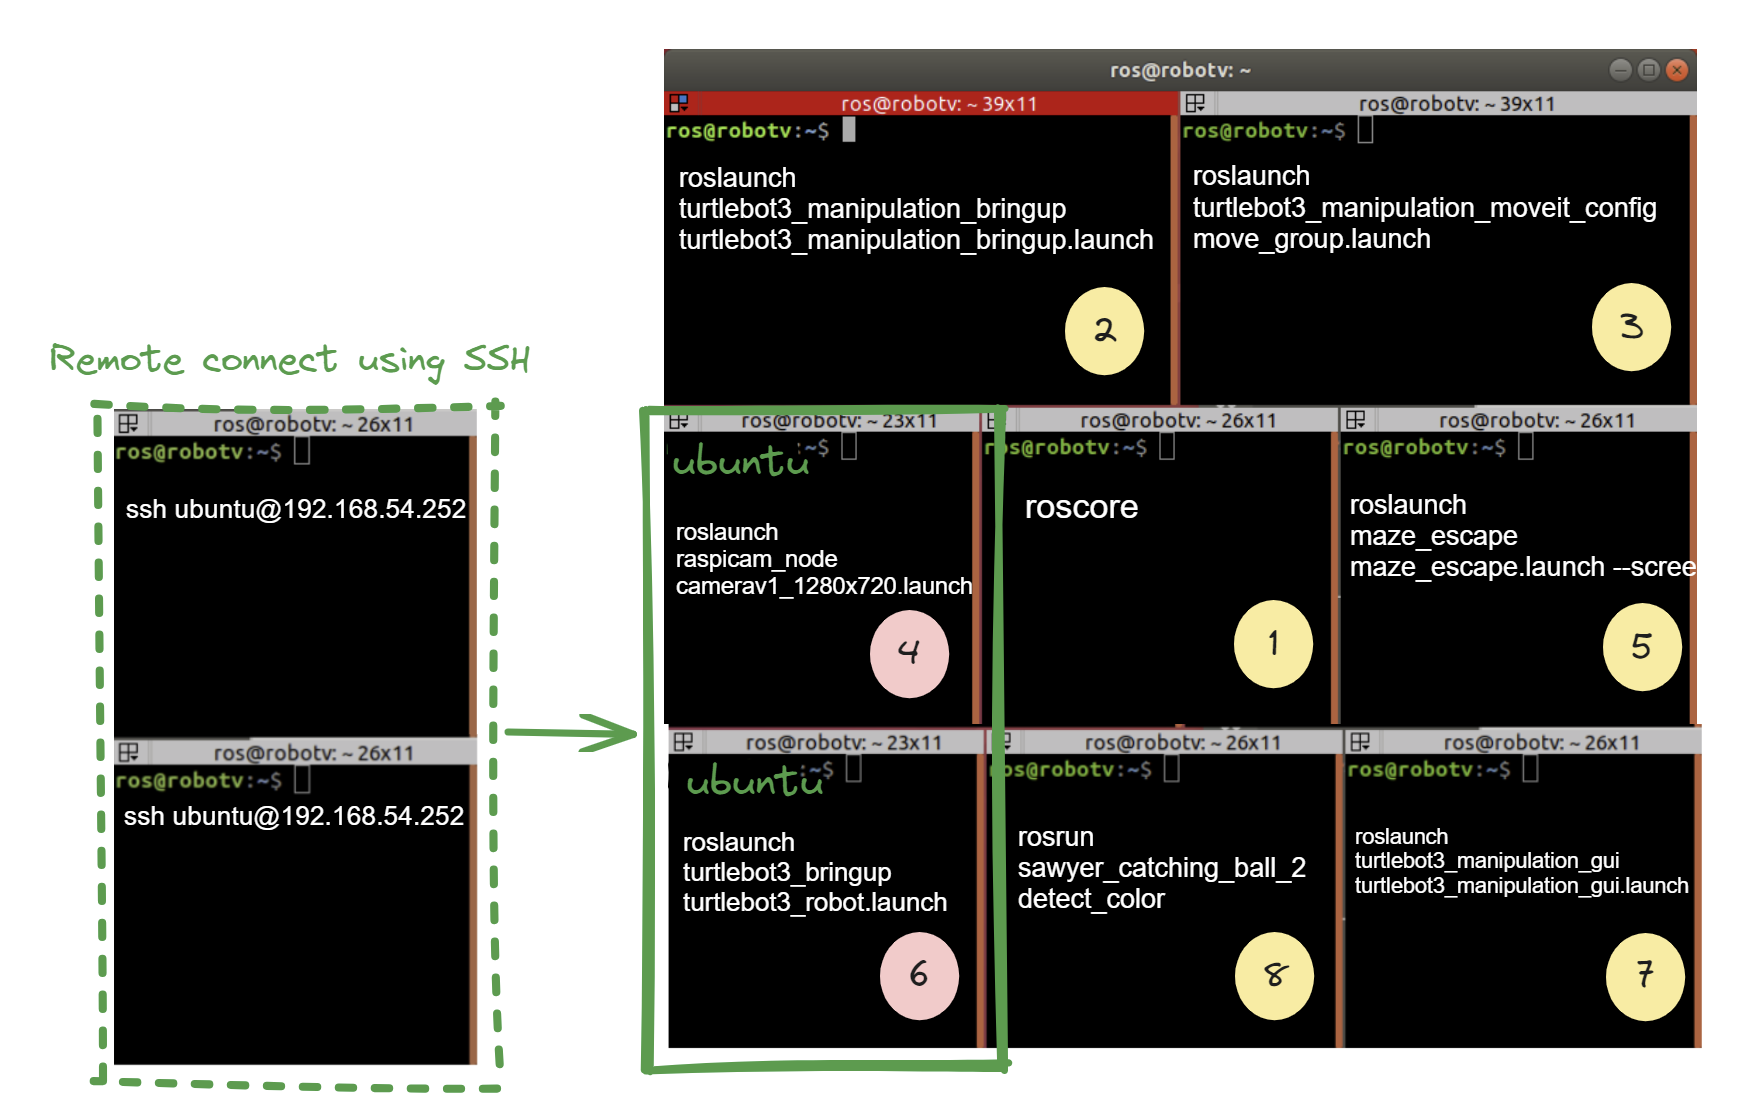 ros@robotv: ~
ros@robotv: ~ 39x11
ros@robotv:~$
roslaunch
turtlebot3_manipulation_bringup
turtlebot3_manipulation_bringup.launch
2
ros@robotv: ~ 39x11
ros@robotv:~$
roslaunch
turtlebot3_manipulation_moveit_config
move_group.launch
3
Remote connect using SSH
ros@robotv: ~ 26x11
ros@robotv:~$
ssh ubuntu@192.168.54.252
ros@robotv: ~ 26x11
ros@robotv:~$
ssh ubuntu@192.168.54.252
ros@robotv: ~ 23x11
ubuntu :~$
roslaunch
raspicam_node
camerav1_1280x720.launch
4
ros@robotv: ~ 26x11
ros@robotv:~$
roscore
1
ros@robotv: ~ 26x11
ros@robotv:~$
roslaunch
maze_escape
maze_escape.launch --scree
5
ros@robotv: ~ 23x11
ubuntu :~$
roslaunch
turtlebot3_bringup
turtlebot3_robot.launch
6
ros@robotv: ~ 26x11
ros@robotv:~$
rosrun
sawyer_catching_ball_2
detect_color
8
ros@robotv: ~ 26x11
ros@robotv:~$
roslaunch
turtlebot3_manipulation_gui
turtlebot3_manipulation_gui.launch
7